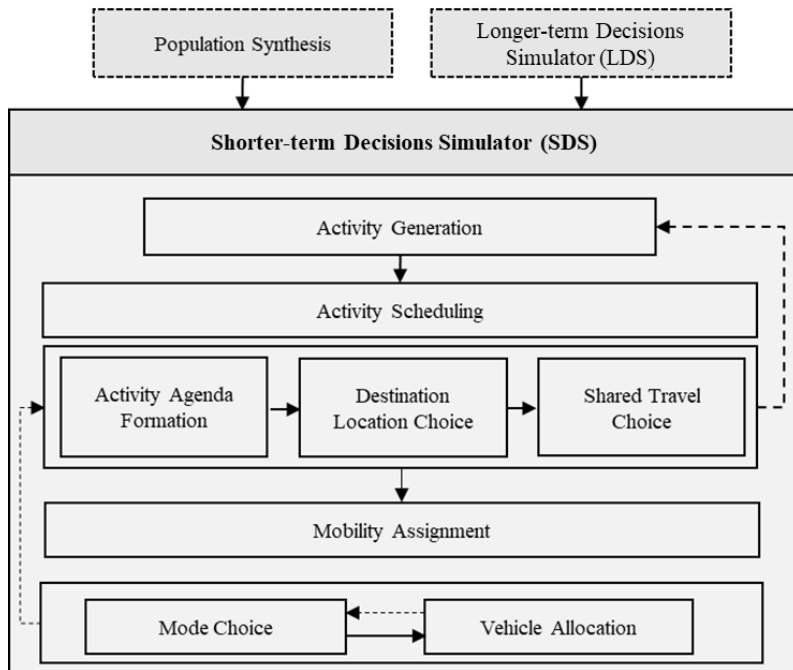 Population Synthesis
Longer-term Decisions
Simulator (LDS)
Shorter-term Decisions Simulator (SDS)
Activity Generation
Activity Scheduling
Activity Agenda
Formation
Destination
Location Choice
Shared Travel
Choice
Mobility Assignment
Mode Choice
Vehicle Allocation